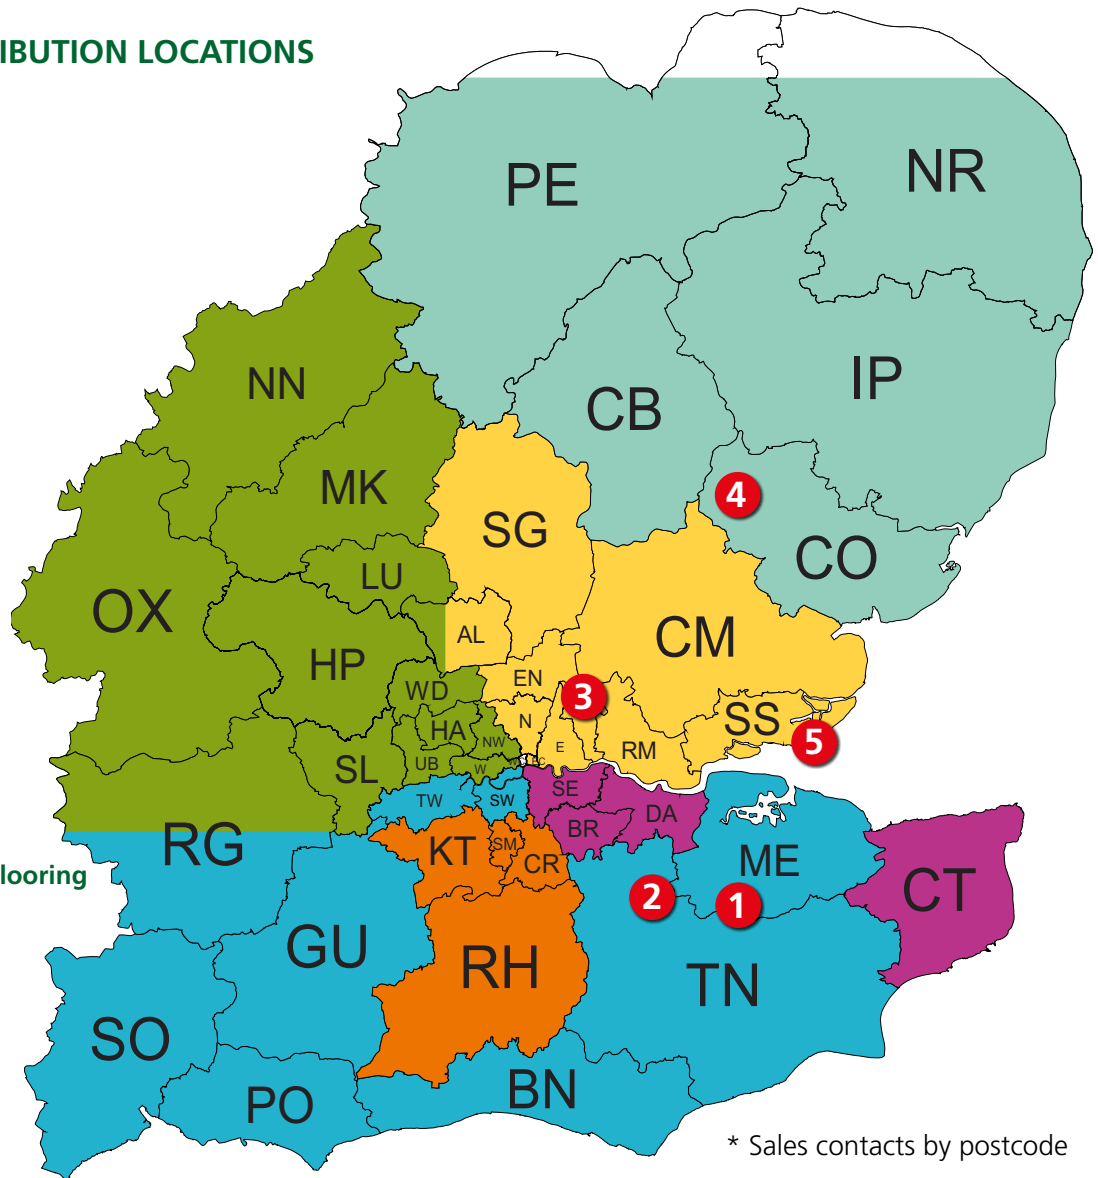 IBUTION LOCATIONS
PE
NR
NN
CB
IP
MK
4
SG
CO
LU
OX
AL
CM
HP
EN
WD
3
N
SS
HA
NW
E
RM
5
SL
UB
W
SE
TW
SW
DA
BR
RG
KT
SM
CR
ME
looring
2
1
CT
GU
RH
TN
SO
PO
BN
* Sales contacts by postcode